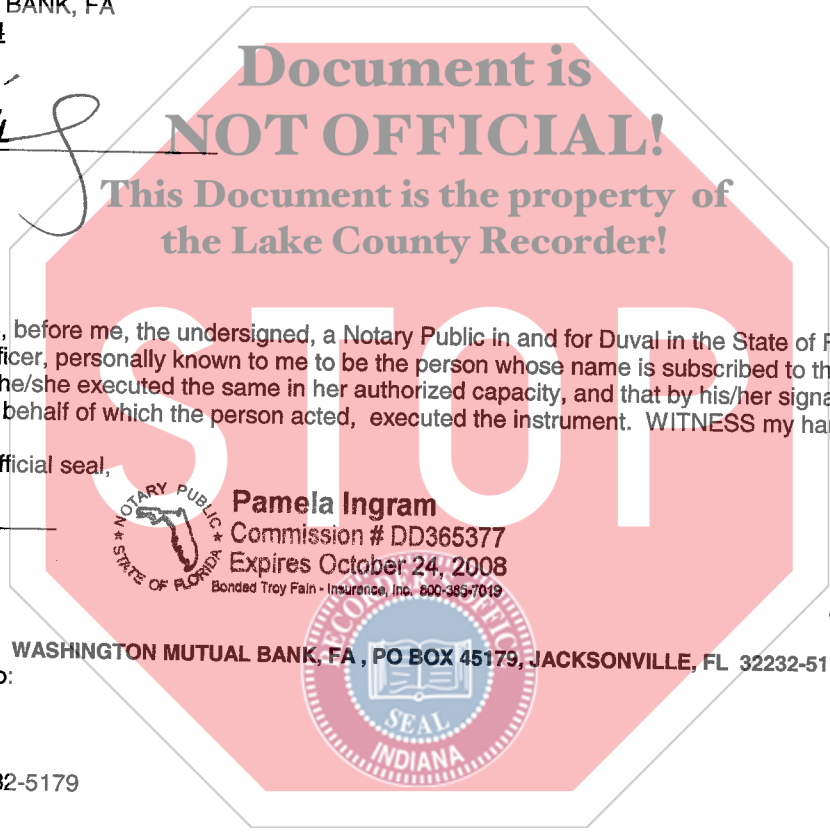 BANK, FA
Document is
NOT OFFICIAL!
This Document is the property of
the Lake County Recorder!
STOP
, before me, the undersigned, a Notary Public in and for Duval in the State of F
ficer, personally known to me to be the person whose name is subscribed to th
he/she executed the same in her authorized capacity, and that by his/her signa
behalf of which the person acted, executed the instrument. WITNESS my har
fficial seal,
NOTARY PUBLIC
STATE OF FLORIDA
Pamela Ingram
Commission # DD365377
Expires October 24, 2008
Bonded Troy Fain - Insurance, Inc. 800-385-7019
RECORDER'S OFFICE
WASHINGTON MUTUAL BANK, FA , PO BOX 45179, JACKSONVILLE, FL 32232-51
o:
SEAL
INDIANA
32-5179